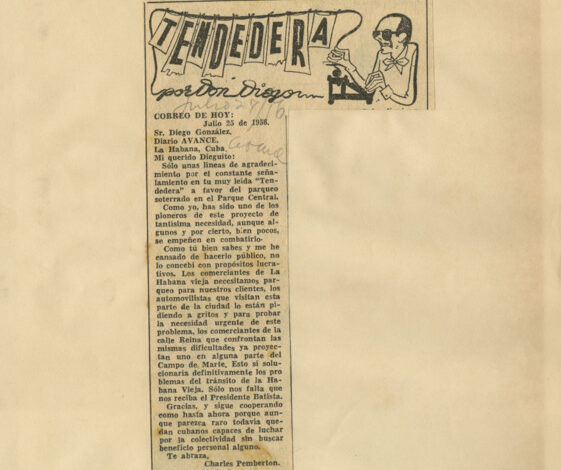 TENDEDERA
por Don Diego
Julio 27/56
CORREO DE HOY:
Julio 25 de 1956.
Sr. Diego González,
Diario AVANCE.
La Habana, Cuba.
Mi querido Dieguito:
Sólo unas líneas de agradeci-
miento por el constante seña-
lamiento en tu muy leída "Ten-
dedera" a favor del parqueo
soterrado en el Parque Central.
Como yo, has sido uno de los
pioneros de este proyecto de
tantísima necesidad, aunque al-
gunos y por cierto, bien pocos,
se empeñen en combatirlo.
Como tú bien sabes y me he
cansado de hacerlo público, no
lo concebí con propósitos lucra-
tivos. Los comerciantes de La
Habana vieja necesitamos par-
queo para nuestros clientes, los
automovilistas que visitan esta
parte de la ciudad lo están pi-
diendo a gritos y para probar
la necesidad urgente de este
problema, los comerciantes de la
calle Reina que confrontan las
mismas dificultades ya proyec-
tan uno en alguna parte del
Campo de Marte. Esto sí solu-
cionaría definitivamente los pro
blemas del tránsito de la Ha-
bana Vieja. Sólo nos falta que
nos reciba el Presidente Batista.
Gracias, y sigue cooperando
como hasta ahora porque aun-
que parezca raro todavía que-
dan cubanos capaces de luchar
por la colectividad sin buscar
beneficio personal alguno.
Te abraza,
Charles Pemberton.